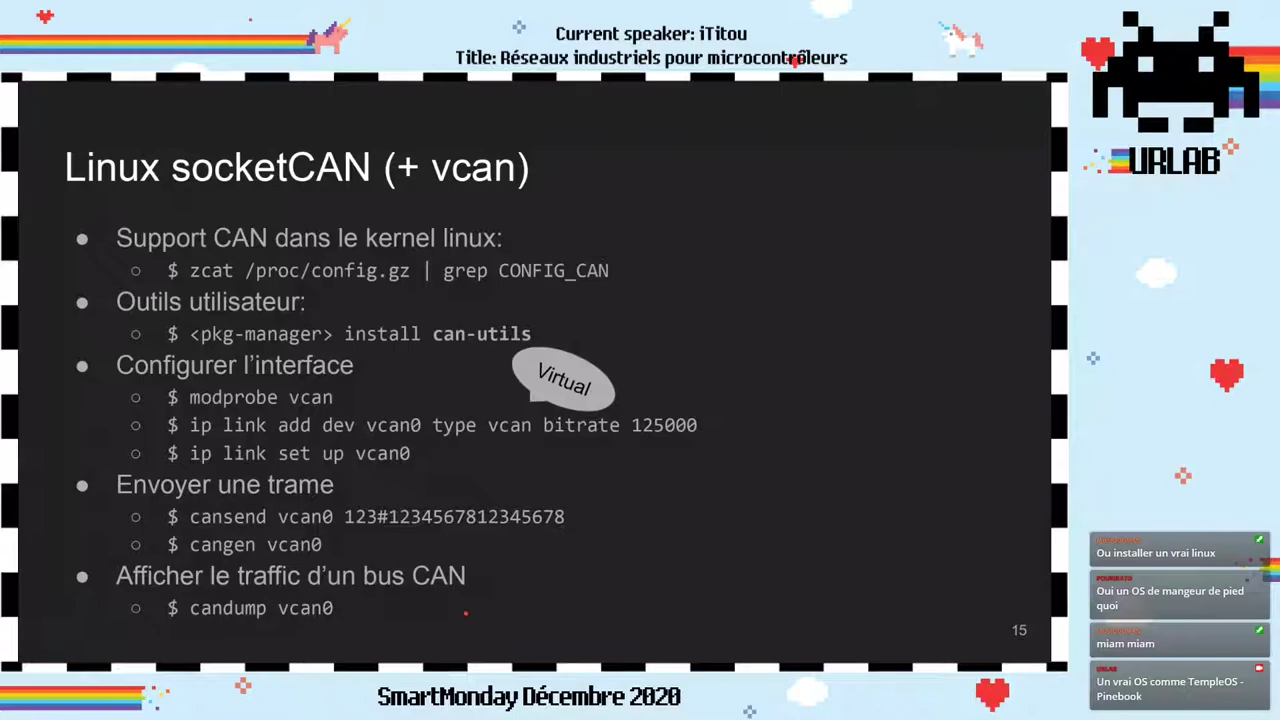 Current speaker: iTitou
Title: Réseaux industriels pour microcontrôleurs
URLAB
Linux socketCAN (+ vcan)
● Support CAN dans le kernel linux:
○ $ zcat /proc/config.gz | grep CONFIG_CAN
● Outils utilisateur:
○ $ <pkg-manager> install can-utils
● Configurer l’interface
Virtual
○ $ modprobe vcan
○ $ ip link add dev vcan0 type vcan bitrate 125000
○ $ ip link set up vcan0
● Envoyer une trame
○ $ cansend vcan0 123#1234567812345678
○ $ cangen vcan0
● Afficher le traffic d’un bus CAN
○ $ candump vcan0
15
Ou installer un vrai linux
Oui un OS de mangeur de pied
quoi
miam miam
URLAB
Un vrai OS comme TempleOS -
Pinebook
SmartMonday Décembre 2020